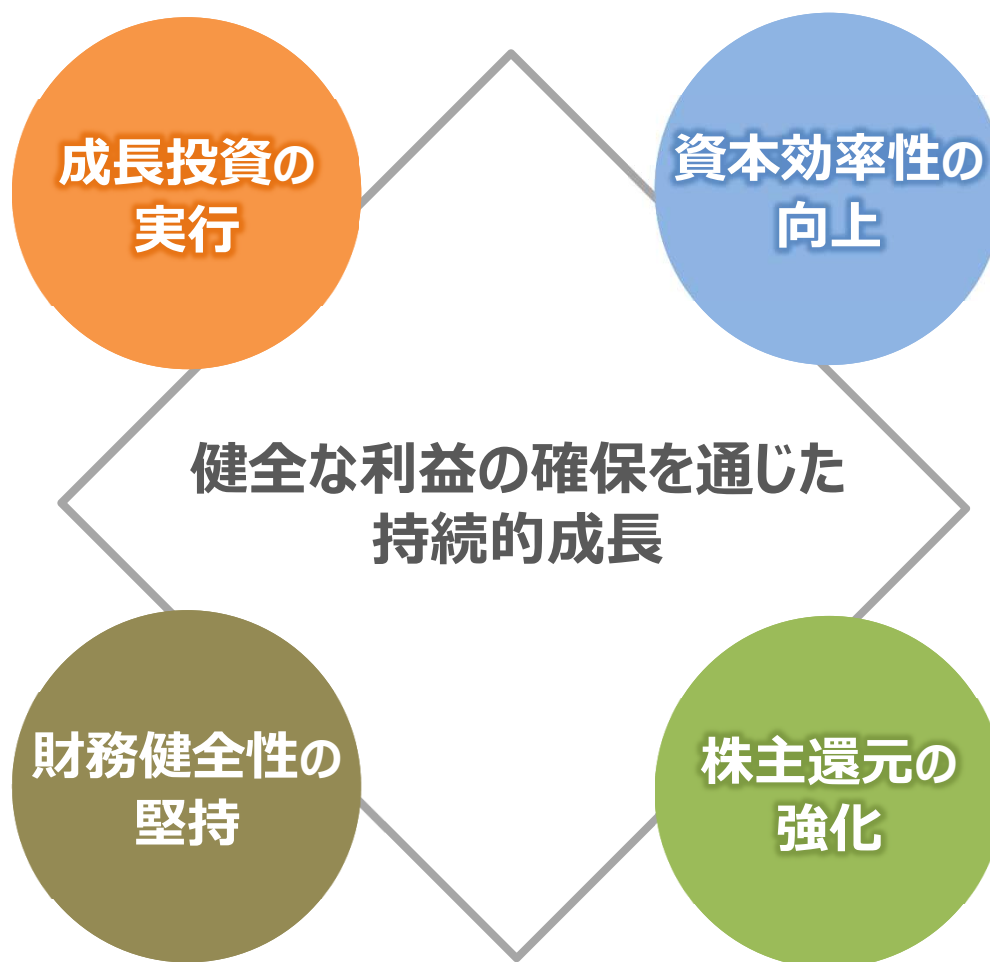 成長投資の
実行
資本効率性の
向上
健全な利益の確保を通じた
持続的成長
財務健全性の
堅持
株主還元の
強化